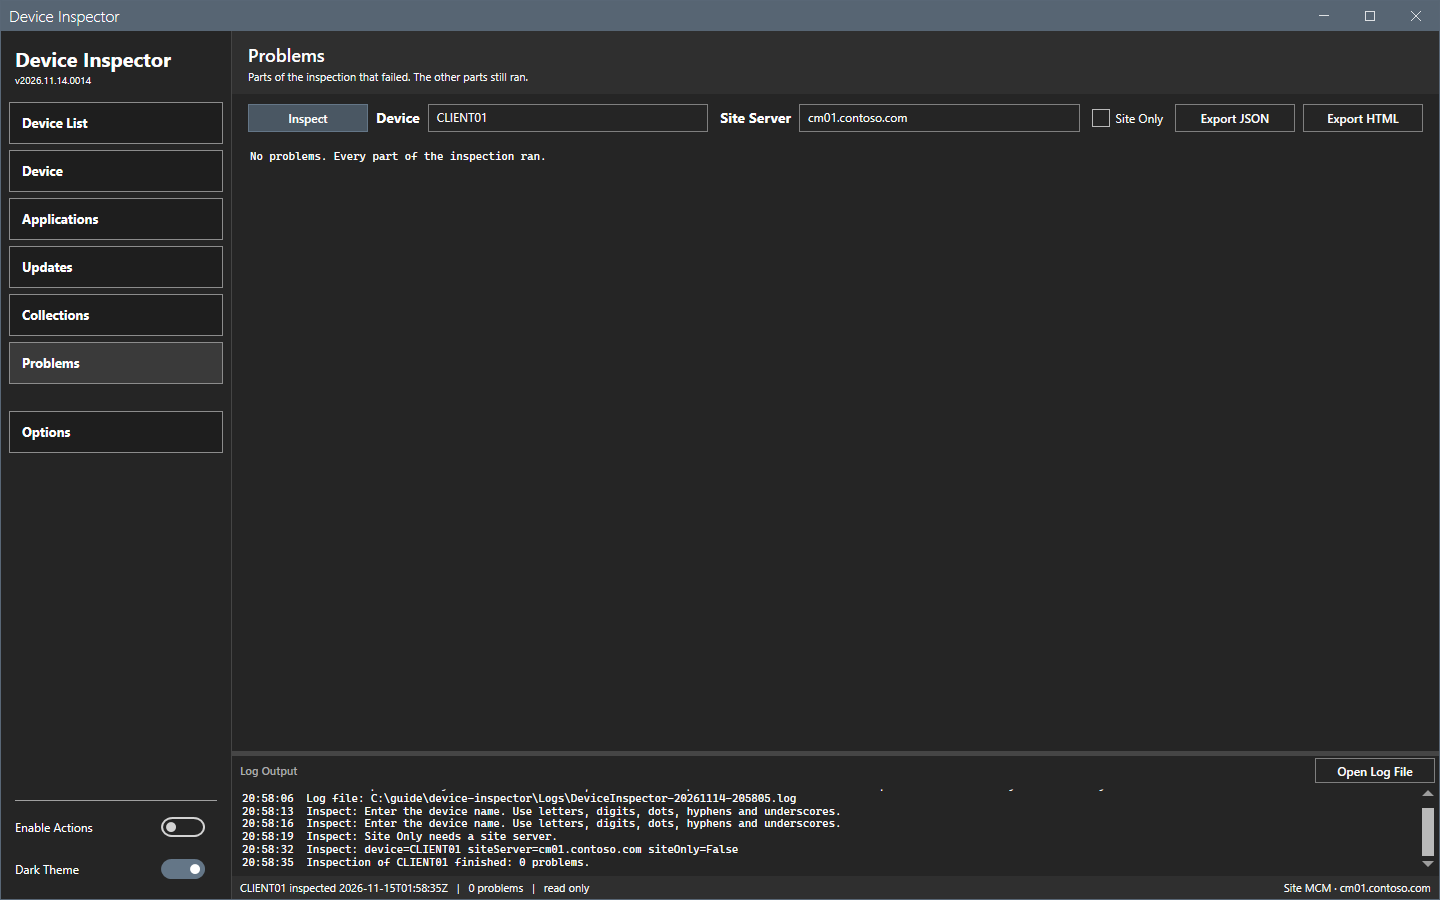 Device Inspector
Device Inspector
v2026.11.14.0014
Device List
Device
Applications
Updates
Collections
Problems
Options
Enable Actions
Dark Theme
Problems
Parts of the inspection that failed. The other parts still ran.
Inspect Device CLIENT01 Site Server cm01.contoso.com Site Only Export JSON Export HTML
No problems. Every part of the inspection ran.
Log Output Open Log File
20:58:06 Log file: C:\guide\device-inspector\Logs\DeviceInspector-20261114-205805.log
20:58:13 Inspect: Enter the device name. Use letters, digits, dots, hyphens and underscores.
20:58:16 Inspect: Enter the device name. Use letters, digits, dots, hyphens and underscores.
20:58:19 Inspect: Site Only needs a site server.
20:58:32 Inspect: device=CLIENT01 siteServer=cm01.contoso.com siteOnly=False
20:58:35 Inspection of CLIENT01 finished: 0 problems.
CLIENT01 inspected 2026-11-15T01:58:35Z | 0 problems | read only Site MCM · cm01.contoso.com